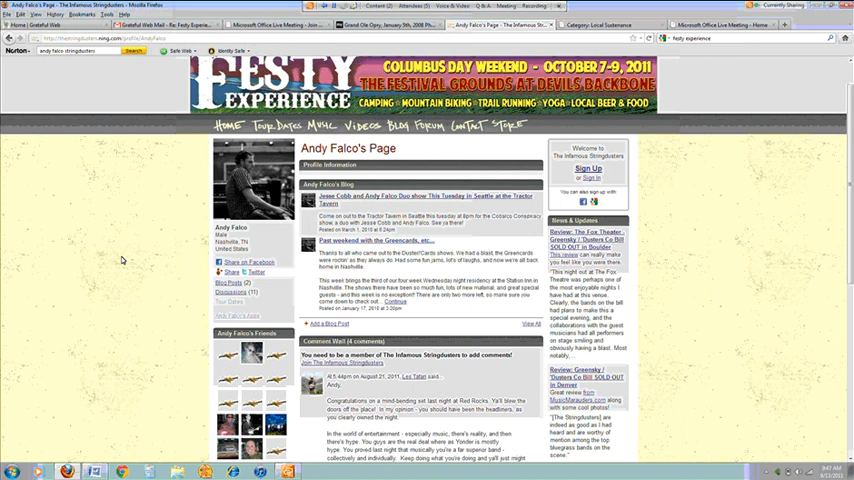 Andy Falco's Page - The Infamous Stringdusters - Mozilla Firefox
Currently Sharing
Content (2) Attendees (5) Voice & Video Q & A Meeting Recording
File Edit View History Bookmarks Tools Help
Home | Grateful Web
Grateful Web Mail - Re: Festy Experie...
Microsoft Office Live Meeting - Join...
Grand Ole Opry, January 9th, 2008 Ph...
Andy Falco's Page - The Infamous Str...
Category: Local Sustenance
Microsoft Office Live Meeting - Home
http://thestringdusters.ning.com/profile/AndyFalco
festy experience
Norton
andy falco stringdusters
Search
Safe Web
Identity Safe
FESTY EXPERIENCE
COLUMBUS DAY WEEKEND - OCTOBER 7-9, 2011
THE FESTIVAL GROUNDS AT DEVILS BACKBONE
CAMPING MOUNTAIN BIKING TRAIL RUNNING YOGA LOCAL BEER & FOOD
HOME TOUR DATES MUSIC VIDEOS BLOG FORUM CONTACT STORE
Andy Falco's Page
Profile Information
Andy Falco's Blog
Jesse Cobb and Andy Falco Duo show This Tuesday in Seattle at the Tractor
Tavern
Come on out to the Tractor Tavern in Seattle this tuesday at 8pm for the Cobalco Conspiracy
show, a duo with Jesse Cobb and Andy Falco. See ya there!
Posted on March 1, 2010 at 6:24pm
Past weekend with the Greencards, etc...
Thanks to all who came out to the Duster/Cards shows. We had a blast, the Greencards
were rockin' as they always do. Had some fun jams, lot's of laughs, and now we're all back
home in Nashville.
This week brings the third of our four week Wednesday night residency at the Station Inn in
Nashville. The shows there have been so much fun, lots of new material, and great special
guests - and this week is no exception!! There are only two more left, so make sure you
come down to check out... Continue
Posted on January 17, 2010 at 3:20pm
Add a Blog Post
View All
Comment Wall (4 comments)
You need to be a member of The Infamous Stringdusters to add comments!
Join The Infamous Stringdusters
At 5:44pm on August 21, 2011, Leo Tatari said...
Andy,
Congratulations on a mind-bending set last night at Red Rocks. Ya'll blew the
doors off the place! In my opinion - you should have been the headliners, as
you clearly owned the night.
In the world of entertainment - especially music, there's reality, and then
there's hype. You guys are the real deal where as Yonder is mostly
hype. You proved last night that musically you're a far superior band -
collectively and individually. Keep doing what you're doing and ya'll just might
Andy Falco
Male
Nashville, TN
United States
Share on Facebook
Share Twitter
Blog Posts (2)
Discussions (11)
Tour Dates
Andy Falco's Apps
Andy Falco's Friends
Welcome to
The Infamous Stringdusters
Sign Up
or Sign In
You can also sign up with:
News & Updates
Review: The Fox Theater -
Greensky / 'Dusters Co Bill
SOLD OUT in Boulder
This review can really make
you feel like you were there.
"This night out at The Fox
Theatre was perhaps one of
the most enjoyable nights I
have had at this venue.
Clearly, the bands on the bill
had planned to make this a
special evening, and the
collaborations with the guest
musicians had all performers
on stage smiling and
obviously having a blast. Most
notably,..
Review: Greensky /
'Dusters Co Bill SOLD OUT
in Denver
Great review from
MusicMarauders.com along
with some cool photos!
"[The Stringdusters] are
indeed as good as I had
heard and are worthy of
mention among the top
bluegrass bands on the
scene.
9:47 AM
9/13/2011